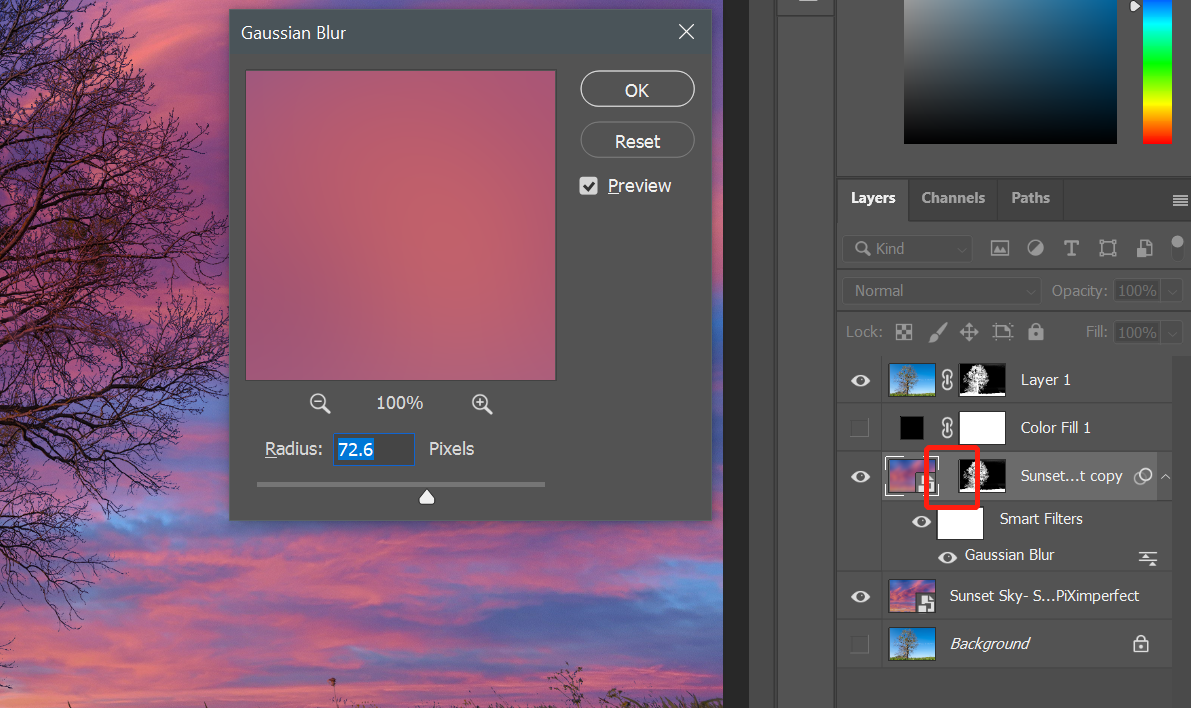 Gaussian Blur
OK
Reset
Preview
100%
Radius: 72.6 Pixels
Layers Channels Paths
Kind
Normal Opacity: 100%
Lock: Fill: 100%
Layer 1
Color Fill 1
Sunset...t copy
Smart Filters
Gaussian Blur
Sunset Sky- S...PiXimperfect
Background